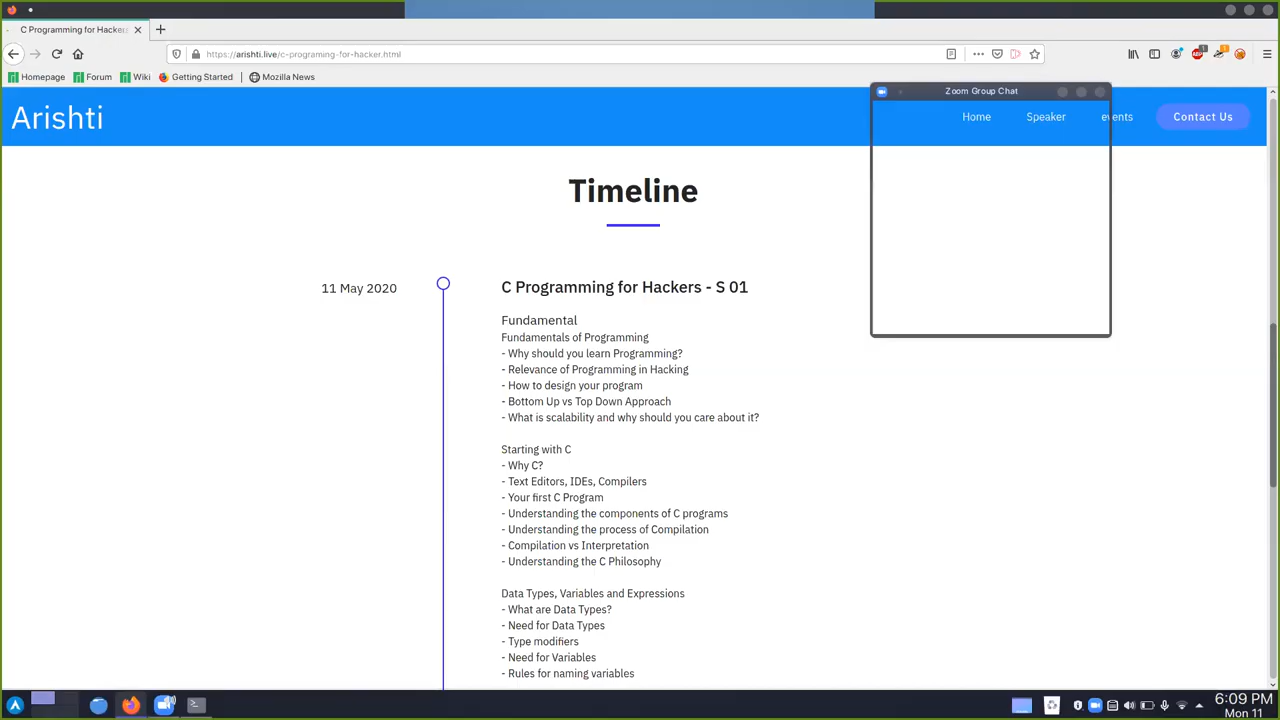 C Programming for Hackers
https://arishti.live/c-programing-for-hacker.html
Homepage
Forum
Wiki
Getting Started
Mozilla News
Zoom Group Chat
Arishti
Home
Speaker
events
Contact Us
Timeline
11 May 2020
C Programming for Hackers - S 01
Fundamental
Fundamentals of Programming
- Why should you learn Programming?
- Relevance of Programming in Hacking
- How to design your program
- Bottom Up vs Top Down Approach
- What is scalability and why should you care about it?
Starting with C
- Why C?
- Text Editors, IDEs, Compilers
- Your first C Program
- Understanding the components of C programs
- Understanding the process of Compilation
- Compilation vs Interpretation
- Understanding the C Philosophy
Data Types, Variables and Expressions
- What are Data Types?
- Need for Data Types
- Type modifiers
- Need for Variables
- Rules for naming variables
6:09 PM
Mon 11